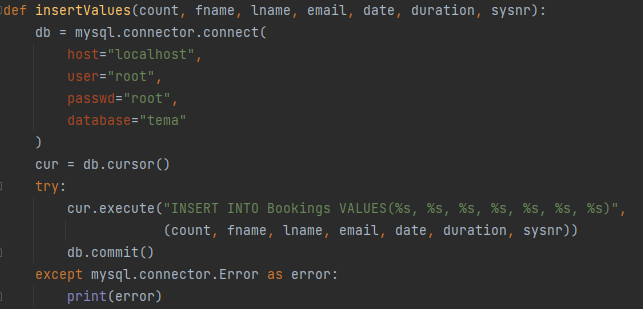 def insertValues(count, fname, lname, email, date, duration, sysnr):
    db = mysql.connector.connect(
        host="localhost",
        user="root",
        passwd="root",
        database="tema"
    )
    cur = db.cursor()
    try:
        cur.execute("INSERT INTO Bookings VALUES(%s, %s, %s, %s, %s, %s, %s)",
                    (count, fname, lname, email, date, duration, sysnr))
        db.commit()
    except mysql.connector.Error as error:
        print(error)